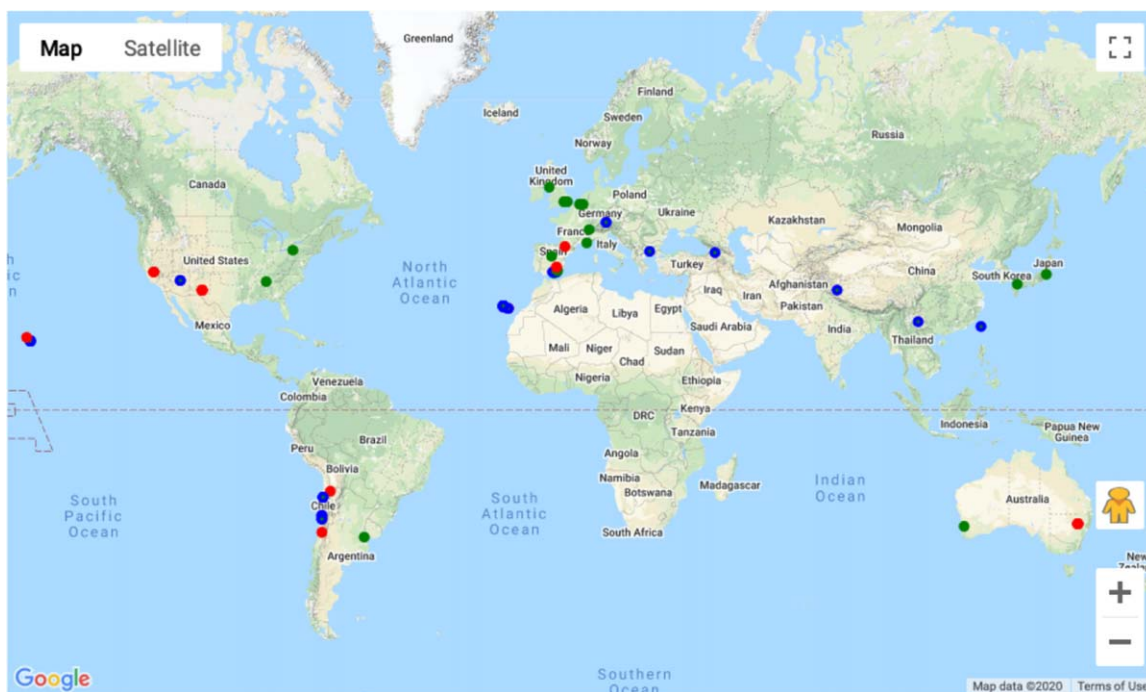 Map
Satellite
Greenland
Iceland
Finland
Sweden
Norway
Russia
United
Kingdom
Canada
Poland
Germany
Ukraine
Kazakhstan
Mongolia
France
Italy
Spain
United States
North
Atlantic
Ocean
Turkey
China
Japan
South Korea
Afghanistan
Iraq
Iran
Pakistan
Algeria
Libya
Egypt
Mexico
Saudi Arabia
India
Thailand
Mali
Niger
Sudan
Chad
Nigeria
Ethiopia
Venezuela
Colombia
Kenya
DRC
Tanzania
Indonesia
Papua New
Guinea
Brazil
Peru
Bolivia
Angola
Namibia
Botswana
Madagascar
Indian
Ocean
South
Pacific
Ocean
South
Atlantic
Ocean
Chile
Australia
South Africa
Argentina
New
Southern
Ocean
Google
Map data ©2020
Terms of Use